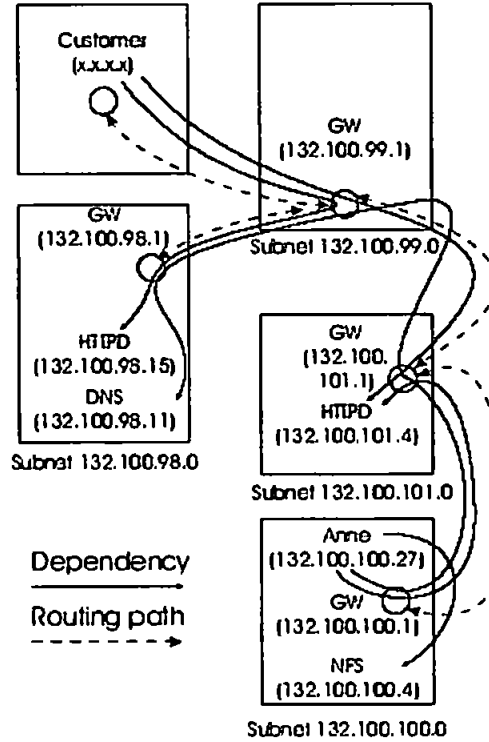 Customer
(x.x.x.x)
GW
(132.100.99.1)
Subnet 132.100.99.0
GW
(132.100.98.1)
HTTPD
(132.100.98.15)
DNS
(132.100.98.11)
Subnet 132.100.98.0
GW
(132.100.
101.1)
HTTPD
(132.100.101.4)
Subnet 132.100.101.0
Anne
(132.100.100.27)
GW
(132.100.100.1)
NFS
(132.100.100.4)
Subnet 132.100.100.0
Dependency
Routing path